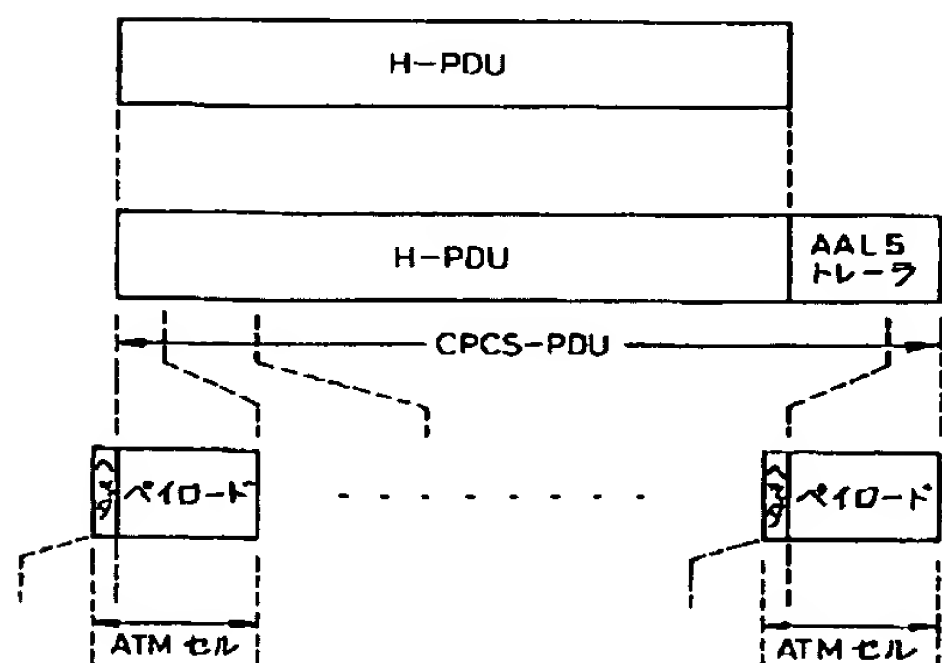 H-PDU
H-PDU
AAL5
トレーラ
CPCS-PDU
ヘッダ
ペイロード
ヘッダ
ペイロード
ATMセル
ATMセル